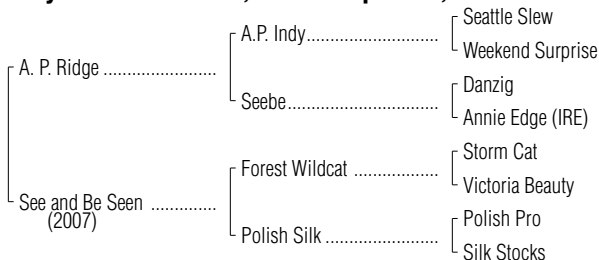 Seattle Slew
A.P. Indy
Weekend Surprise
A. P. Ridge
Danzig
Seebe
Annie Edge (IRE)
Storm Cat
Forest Wildcat
Victoria Beauty
See and Be Seen
(2007)
Polish Pro
Polish Silk
Silk Stocks